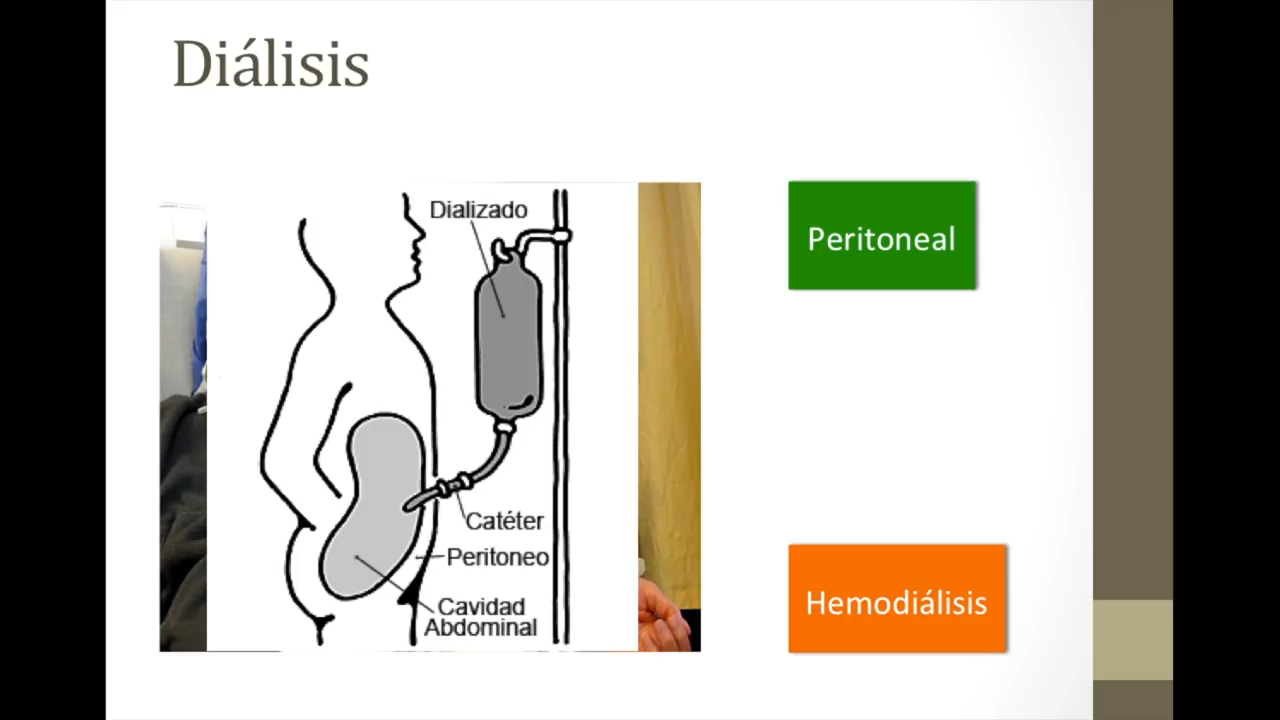 Diálisis
Dializado
Catéter
Peritoneo
Cavidad
Abdominal
Peritoneal
Hemodiálisis